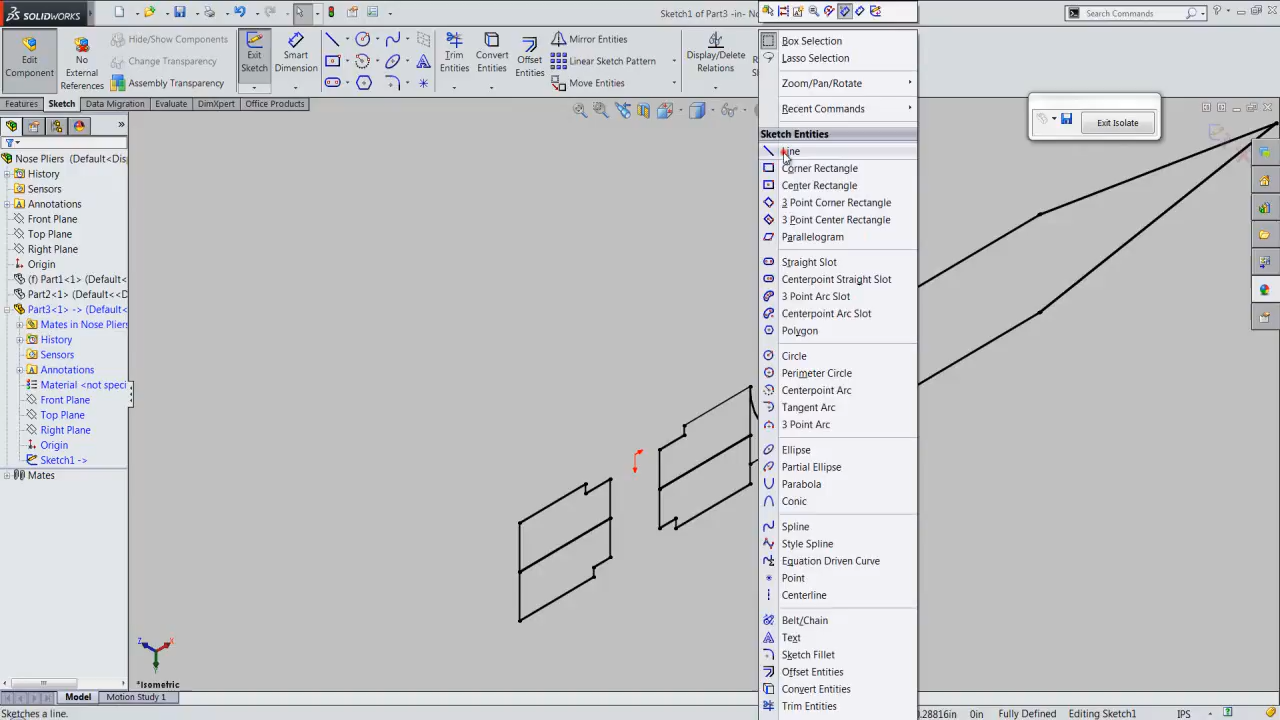 SOLIDWORKS
Sketch1 of Part3 -in- No
Search Commands
Edit Component
No External References
Hide/Show Components
Change Transparency
Assembly Transparency
Exit Sketch
Smart Dimension
Trim Entities
Convert Entities
Offset Entities
Mirror Entities
Linear Sketch Pattern
Move Entities
Display/Delete Relations
Features
Sketch
Data Migration
Evaluate
DimXpert
Office Products
Nose Pliers (Default<Dis
History
Sensors
Annotations
Front Plane
Top Plane
Right Plane
Origin
(f) Part1<1> (Default<
Part2<1> (Default<<D
Part3<1> -> (Default<
Mates in Nose Pliers
History
Sensors
Annotations
Material <not speci
Front Plane
Top Plane
Right Plane
Origin
Sketch1 ->
Mates
Box Selection
Lasso Selection
Zoom/Pan/Rotate
Recent Commands
Sketch Entities
Line
Corner Rectangle
Center Rectangle
3 Point Corner Rectangle
3 Point Center Rectangle
Parallelogram
Straight Slot
Centerpoint Straight Slot
3 Point Arc Slot
Centerpoint Arc Slot
Polygon
Circle
Perimeter Circle
Centerpoint Arc
Tangent Arc
3 Point Arc
Ellipse
Partial Ellipse
Parabola
Conic
Spline
Style Spline
Equation Driven Curve
Point
Centerline
Belt/Chain
Text
Sketch Fillet
Offset Entities
Convert Entities
Trim Entities
Exit Isolate
Z
X
Y
*Isometric
Model
Motion Study 1
Sketches a line.
.28816in
0in
Fully Defined
Editing Sketch1
IPS